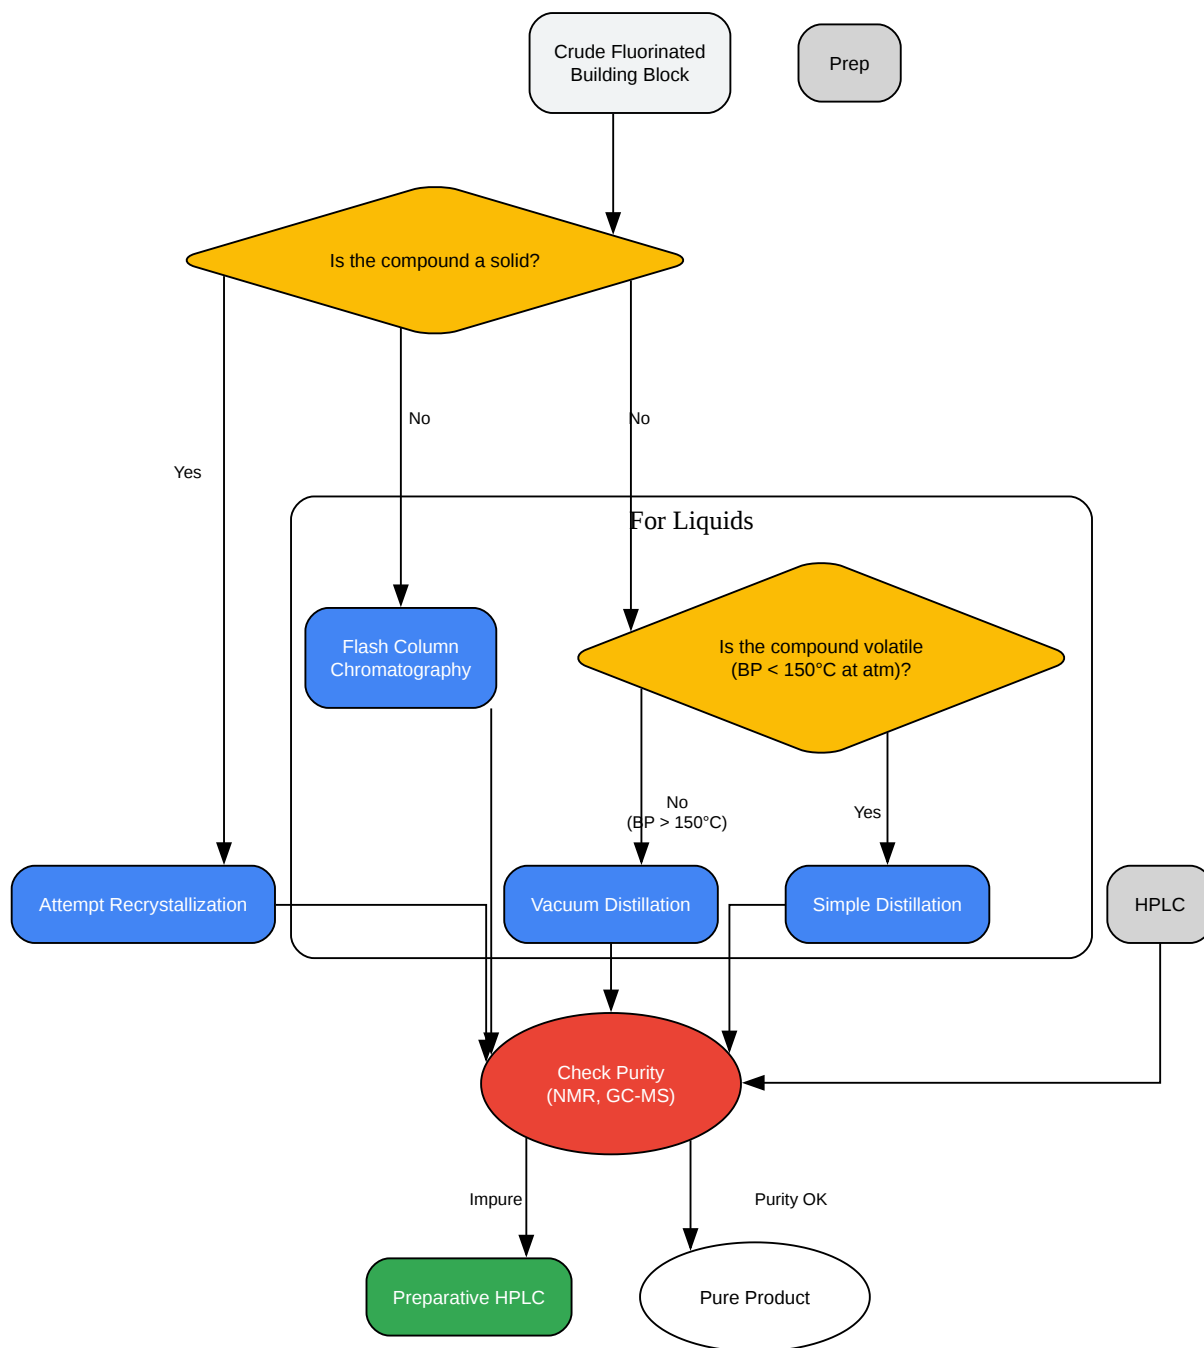 Crude Fluorinated
Building Block
Prep
Is the compound a solid?
No
No
Yes
For Liquids
Flash Column
Chromatography
Is the compound volatile
(BP < 150°C at atm)?
No
(BP > 150°C)
Yes
Attempt Recrystallization
Vacuum Distillation
Simple Distillation
HPLC
Check Purity
(NMR, GC-MS)
Impure
Purity OK
Preparative HPLC
Pure Product